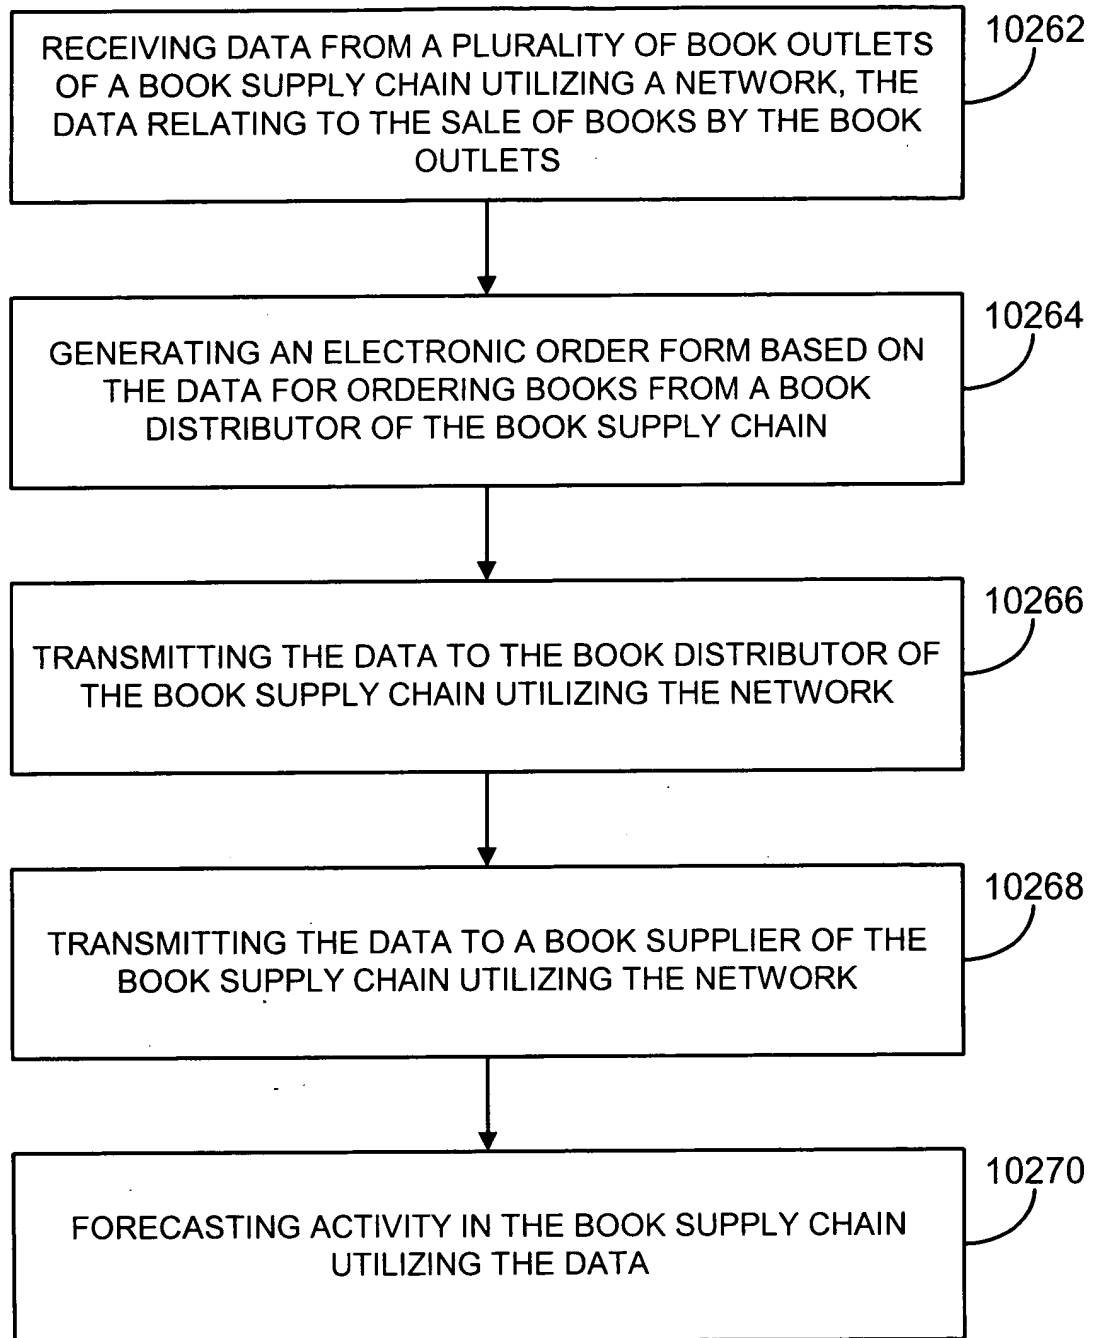 RECEIVING DATA FROM A PLURALITY OF BOOK OUTLETS
OF A BOOK SUPPLY CHAIN UTILIZING A NETWORK, THE
DATA RELATING TO THE SALE OF BOOKS BY THE BOOK
OUTLETS
10262
GENERATING AN ELECTRONIC ORDER FORM BASED ON
THE DATA FOR ORDERING BOOKS FROM A BOOK
DISTRIBUTOR OF THE BOOK SUPPLY CHAIN
10264
TRANSMITTING THE DATA TO THE BOOK DISTRIBUTOR OF
THE BOOK SUPPLY CHAIN UTILIZING THE NETWORK
10266
TRANSMITTING THE DATA TO A BOOK SUPPLIER OF THE
BOOK SUPPLY CHAIN UTILIZING THE NETWORK
10268
FORECASTING ACTIVITY IN THE BOOK SUPPLY CHAIN
UTILIZING THE DATA
10270